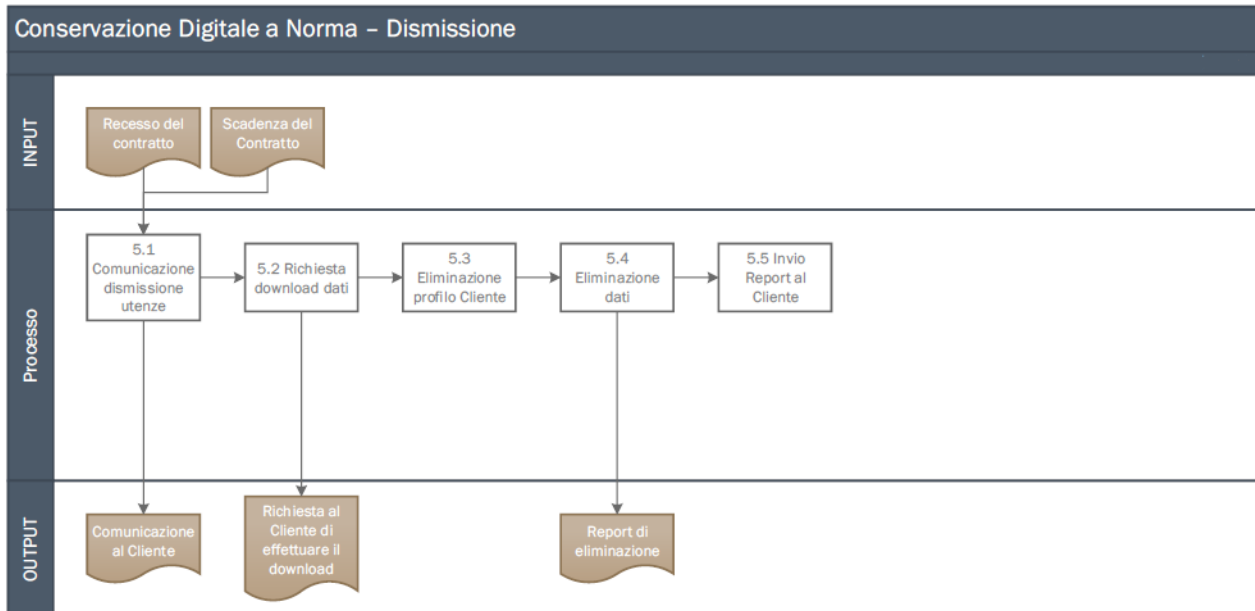 Conservazione Digitale a Norma – Dismissione
INPUT
Recesso del
contratto
Scadenza del
Contratto
Processo
5.1
Comunicazione
dismissione
utenze
5.2 Richiesta
download dati
5.3
Eliminazione
profilo Cliente
5.4
Eliminazione
dati
5.5 Invio
Report al
Cliente
OUTPUT
Comunicazione
al Cliente
Richiesta al
Cliente di
effettuare il
download
Report di
eliminazione